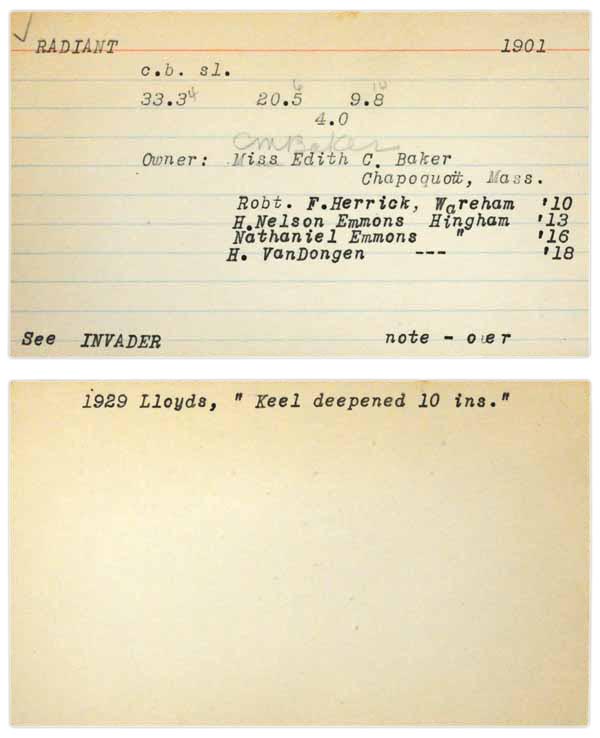 ✓
RADIANT 1901
c.b. sl.
33.3 4 20.5 6 9.8 10
4.0
CMBaker
Owner: Miss Edith C. Baker
Chapoquoit, Mass.
Robt. F.Herrick, Wareham '10
H.Nelson Emmons Hingham '13
Nathaniel Emmons " '16
H. VanDongen --- '18
See INVADER note - over
1929 Lloyds, " Keel deepened 10 ins."